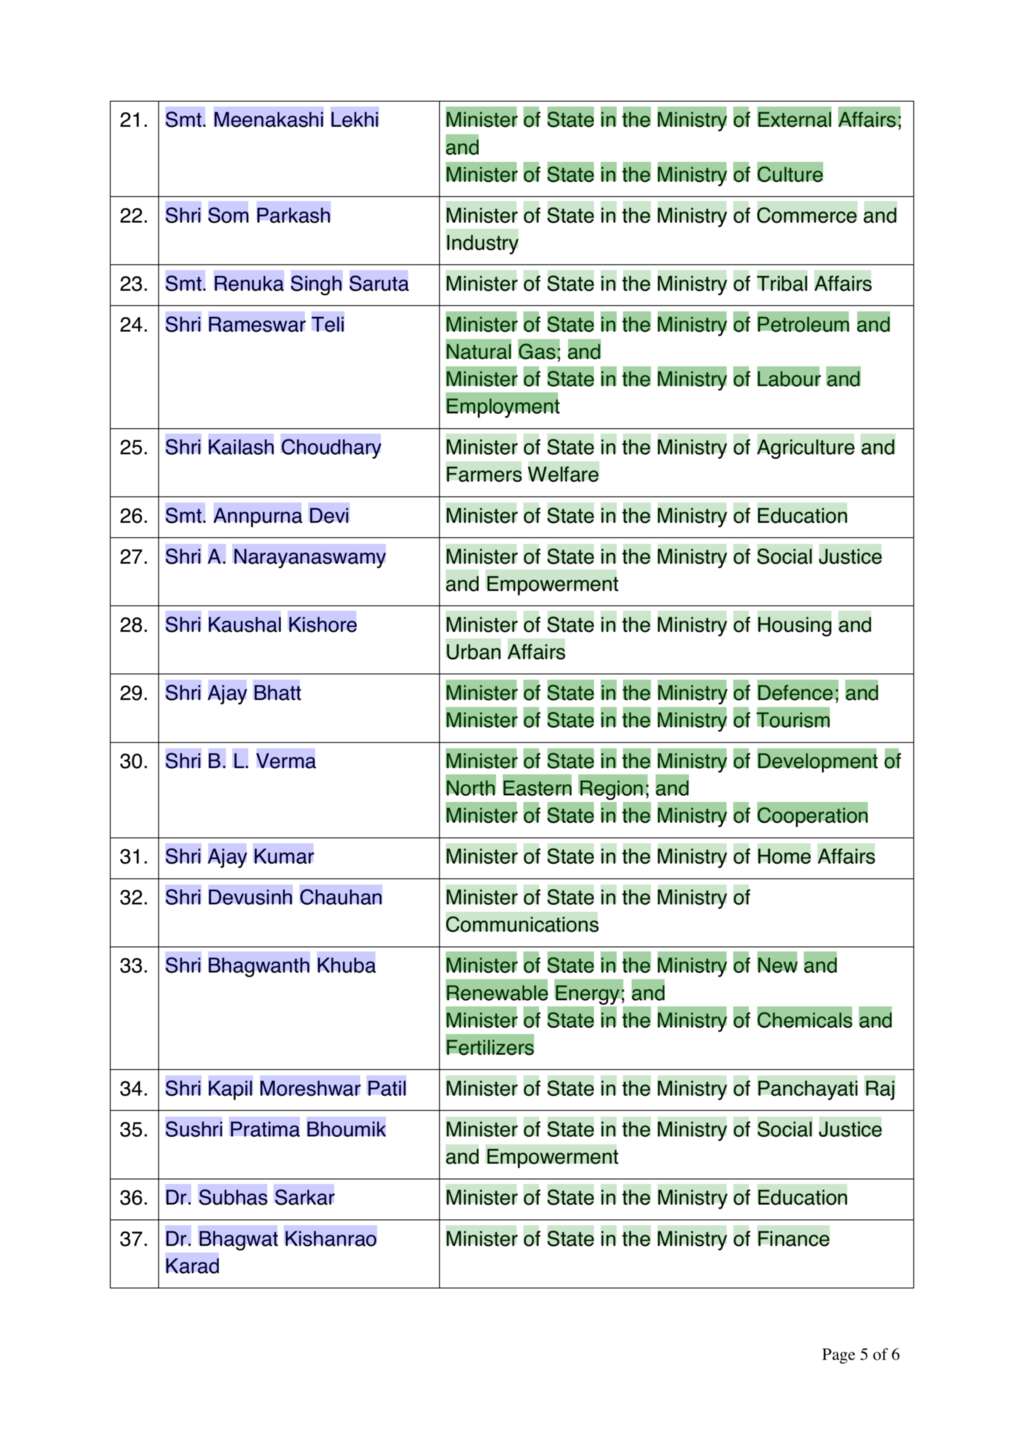 21. Smt. Meenakashi Lekhi Minister of State in the Ministry of External Affairs;
and
Minister of State in the Ministry of Culture
22. Shri Som Parkash Minister of State in the Ministry of Commerce and
Industry
23. Smt. Renuka Singh Saruta Minister of State in the Ministry of Tribal Affairs
24. Shri Rameswar Teli Minister of State in the Ministry of Petroleum and
Natural Gas; and
Minister of State in the Ministry of Labour and
Employment
25. Shri Kailash Choudhary Minister of State in the Ministry of Agriculture and
Farmers Welfare
26. Smt. Annpurna Devi Minister of State in the Ministry of Education
27. Shri A. Narayanaswamy Minister of State in the Ministry of Social Justice
and Empowerment
28. Shri Kaushal Kishore Minister of State in the Ministry of Housing and
Urban Affairs
29. Shri Ajay Bhatt Minister of State in the Ministry of Defence; and
Minister of State in the Ministry of Tourism
30. Shri B. L. Verma Minister of State in the Ministry of Development of
North Eastern Region; and
Minister of State in the Ministry of Cooperation
31. Shri Ajay Kumar Minister of State in the Ministry of Home Affairs
32. Shri Devusinh Chauhan Minister of State in the Ministry of
Communications
33. Shri Bhagwanth Khuba Minister of State in the Ministry of New and
Renewable Energy; and
Minister of State in the Ministry of Chemicals and
Fertilizers
34. Shri Kapil Moreshwar Patil Minister of State in the Ministry of Panchayati Raj
35. Sushri Pratima Bhoumik Minister of State in the Ministry of Social Justice
and Empowerment
36. Dr. Subhas Sarkar Minister of State in the Ministry of Education
37. Dr. Bhagwat Kishanrao Minister of State in the Ministry of Finance
Karad
Page 5 of 6